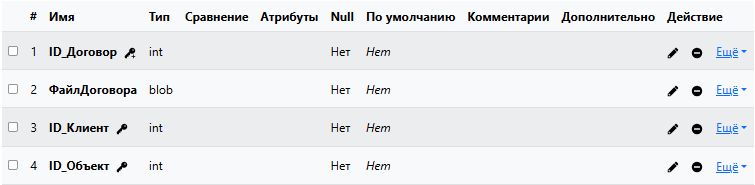 # Имя Тип Сравнение Атрибуты Null По умолчанию Комментарии Дополнительно Действие
1 ID_Договор int Нет Нет Ещё
2 ФайлДоговора blob Нет Нет Ещё
3 ID_Клиент int Нет Нет Ещё
4 ID_Объект int Нет Нет Ещё